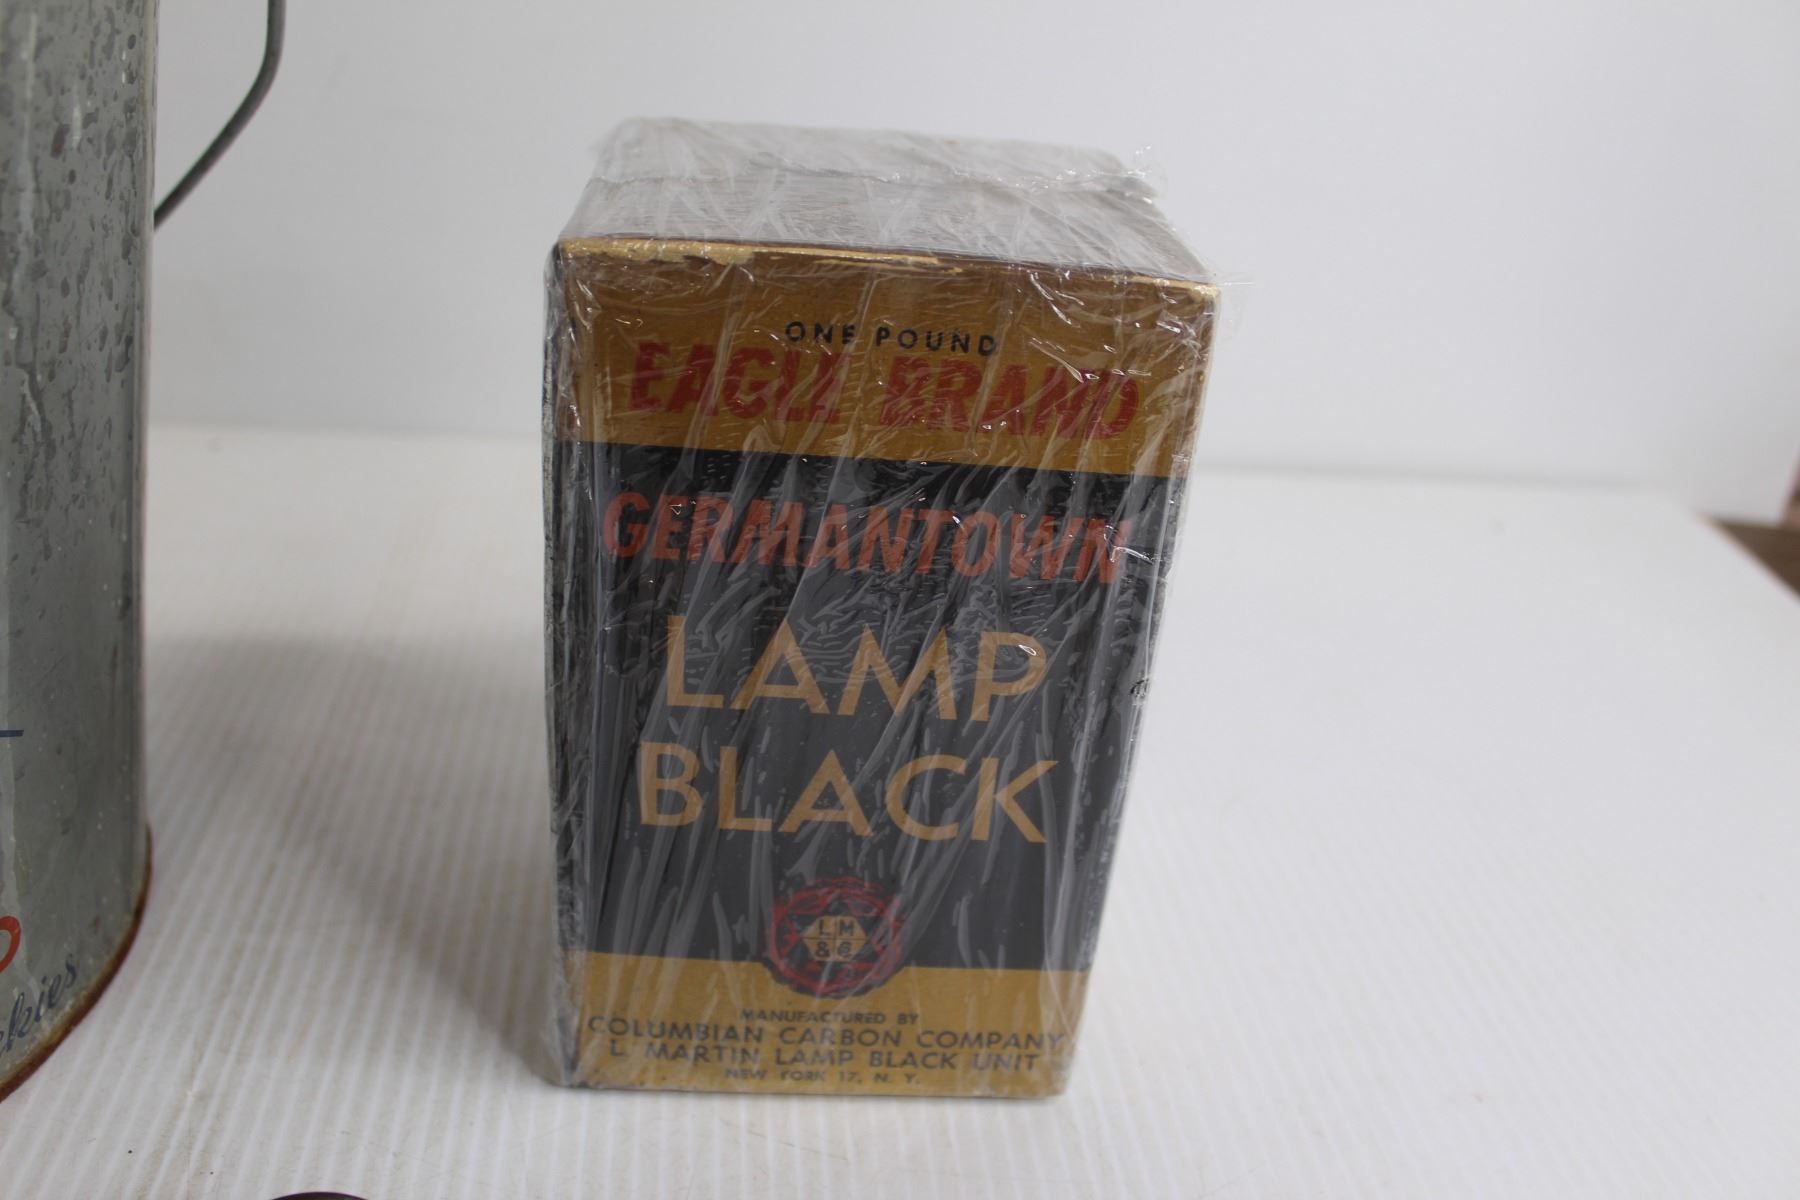 ONE POUND
EAGLE BRAND
GERMANTOWN
LAMP
BLACK
L M
& C
MANUFACTURED BY
COLUMBIAN CARBON COMPANY
L. MARTIN LAMP BLACK UNIT
NEW YORK 17, N. Y.
kies